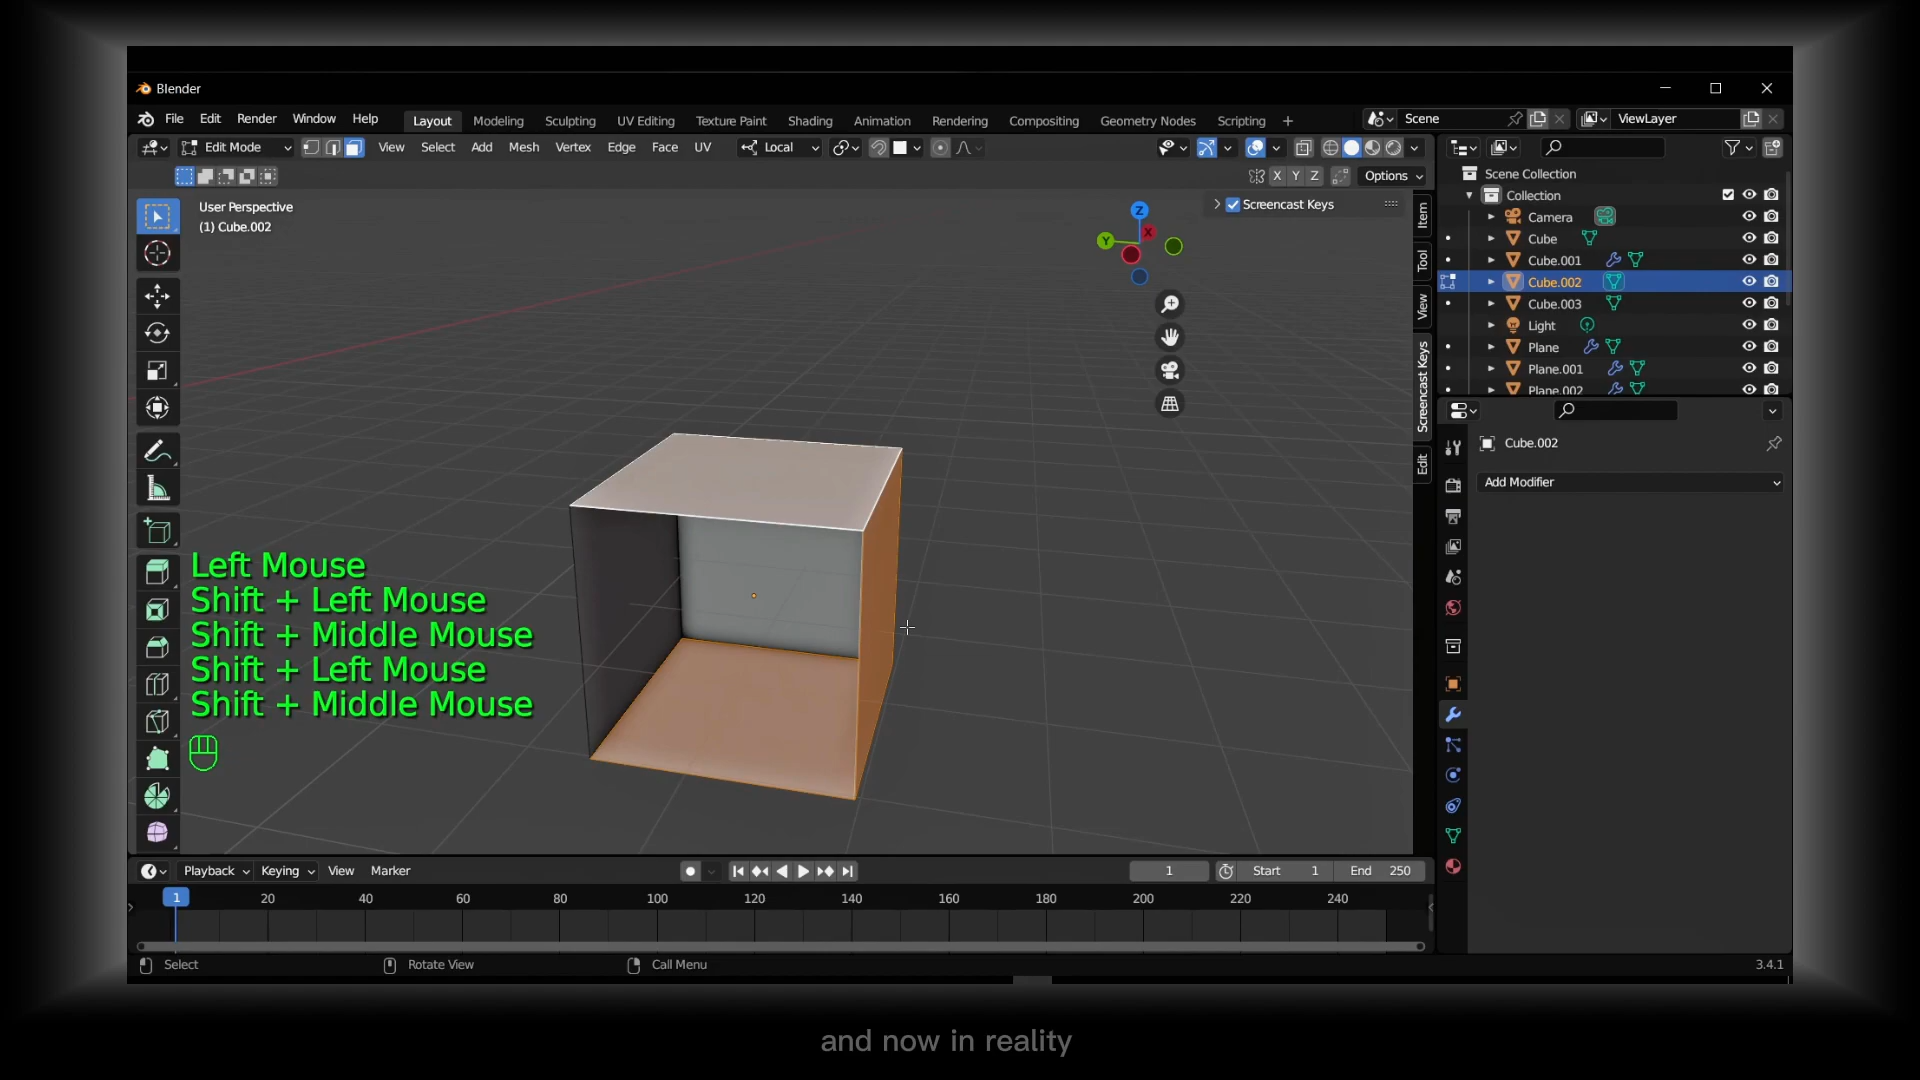 Blender
File Edit Render Window Help Layout Modeling Sculpting UV Editing Texture Paint Shading Animation Rendering Compositing Geometry Nodes Scripting + Scene ViewLayer
Edit Mode View Select Add Mesh Vertex Edge Face UV Local
X Y Z Options
User Perspective
(1) Cube.002
Screencast Keys
Z
X
Y
Item
Tool
View
Screencast Keys
Edit
Scene Collection
Collection
Camera
Cube
Cube.001
Cube.002
Cube.003
Light
Plane
Plane.001
Plane.002
Cube.002
Add Modifier
Left Mouse
Shift + Left Mouse
Shift + Middle Mouse
Shift + Left Mouse
Shift + Middle Mouse
Playback Keying View Marker 1 Start 1 End 250
1 20 40 60 80 100 120 140 160 180 200 220 240
Select Rotate View Call Menu 3.4.1
and now in reality